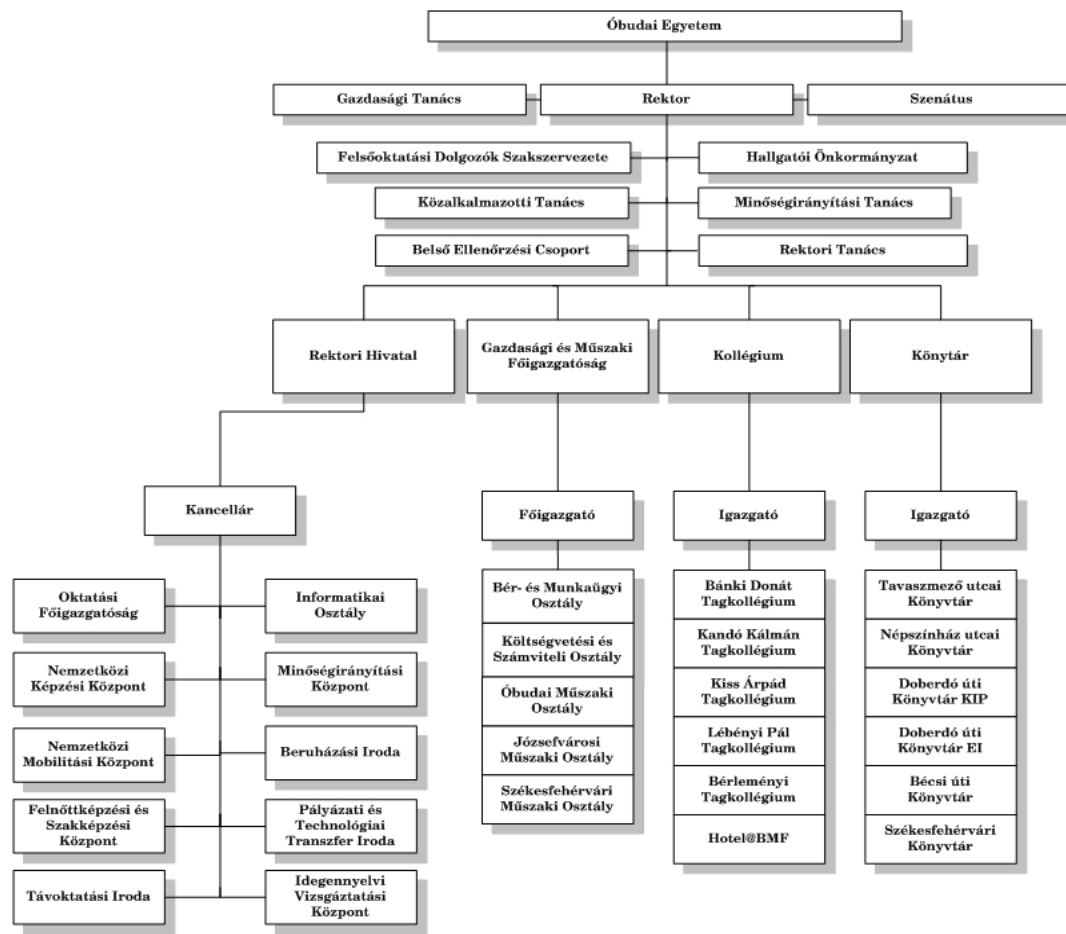 Óbudai Egyetem
Gazdasági Tanács
Rektor
Szenátus
Felsőoktatási Dolgozók Szakszervezete
Hallgatói Önkormányzat
Közalkalmazotti Tanács
Minőségirányítási Tanács
Belső Ellenőrzési Csoport
Rektori Tanács
Rektori Hivatal
Gazdasági és Műszaki
Főigazgatóság
Kollégium
Könytár
Kancellár
Főigazgató
Igazgató
Igazgató
Oktatási
Főigazgatóság
Informatikai
Osztály
Nemzetközi
Képzési Központ
Minőségirányítási
Központ
Nemzetközi
Mobilitási Központ
Beruházási Iroda
Felnőttképzési és
Szakképzési
Központ
Pályázati és
Technológiai
Transzfer Iroda
Távoktatási Iroda
Idegennyelvi
Vizsgáztatási
Központ
Bér- és Munkaügyi
Osztály
Költségvetési és
Számviteli Osztály
Óbudai Műszaki
Osztály
Józsefvárosi
Műszaki Osztály
Székesfehérvári
Műszaki Osztály
Bánki Donát
Tagkollégium
Kandó Kálmán
Tagkollégium
Kiss Árpád
Tagkollégium
Lébényi Pál
Tagkollégium
Bérleményi
Tagkollégium
Hotel@BMF
Tavaszmező utcai
Könyvtár
Népszínház utcai
Könyvtár
Doberdó úti
Könyvtár KIP
Doberdó úti
Könyvtár EI
Bécsi úti
Könyvtár
Székesfehérvári
Könyvtár